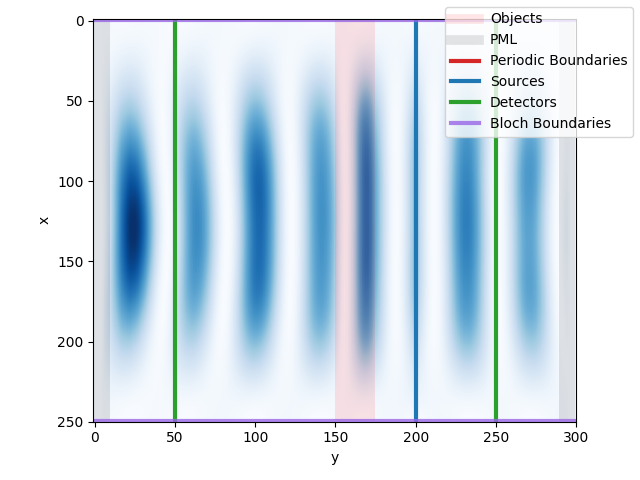 Objects
PML
Periodic Boundaries
Sources
Detectors
Bloch Boundaries
0
50
100
150
200
250
x
0
50
100
150
200
250
300
y